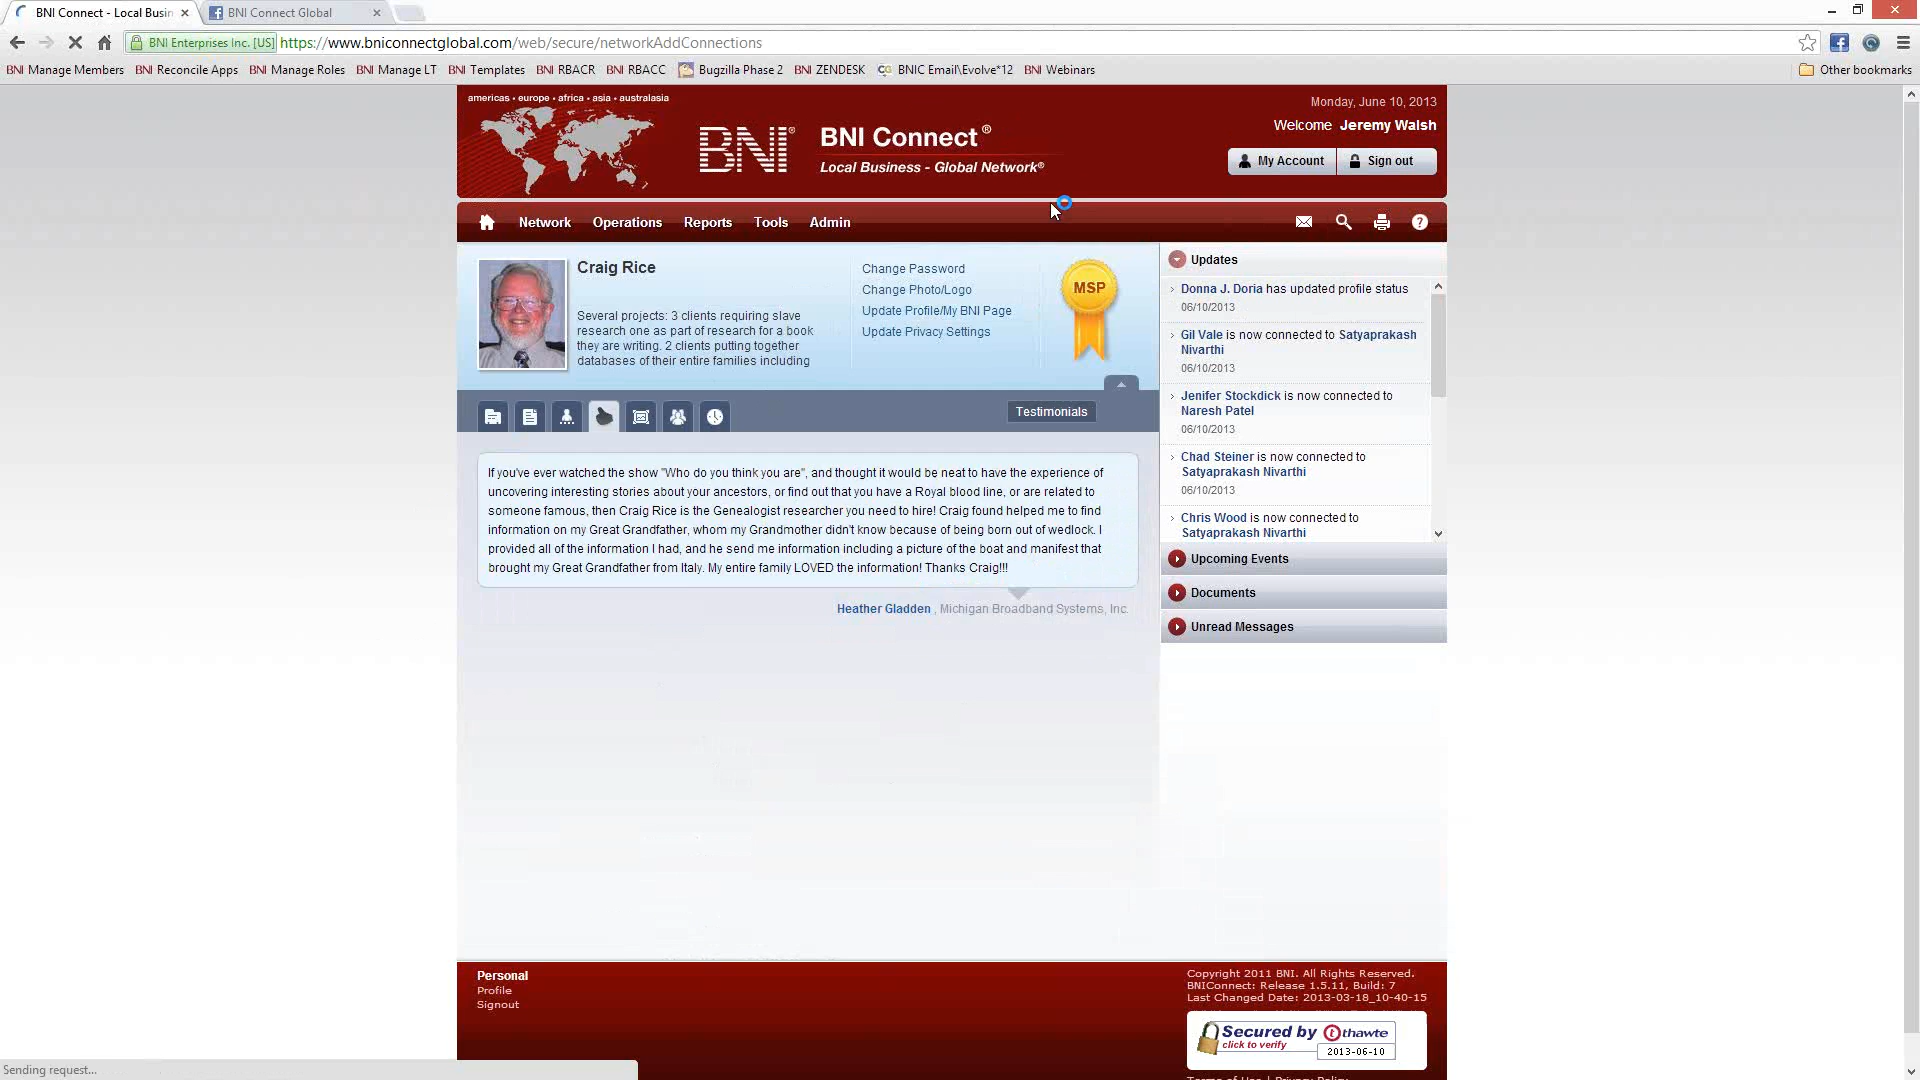 BNI Connect - Local Busin
BNI Connect Global
BNI Enterprises Inc. [US]
https://www.bniconnectglobal.com/web/secure/networkAddConnections
BNI Manage Members
BNI Reconcile Apps
BNI Manage Roles
BNI Manage LT
BNI Templates
BNI RBACR
BNI RBACC
Bugzilla Phase 2
BNI ZENDESK
CG BNIC Email\Evolve*12
BNI Webinars
Other bookmarks
americas • europe • africa • asia • australasia
BNI®
BNI Connect®
Local Business - Global Network®
Monday, June 10, 2013
Welcome Jeremy Walsh
My Account
Sign out
Network
Operations
Reports
Tools
Admin
Craig Rice
Several projects: 3 clients requiring slave
research one as part of research for a book
they are writing. 2 clients putting together
databases of their entire families including
Change Password
Change Photo/Logo
Update Profile/My BNI Page
Update Privacy Settings
MSP
Testimonials
If you've ever watched the show "Who do you think you are", and thought it would be neat to have the experience of
uncovering interesting stories about your ancestors, or find out that you have a Royal blood line, or are related to
someone famous, then Craig Rice is the Genealogist researcher you need to hire! Craig found helped me to find
information on my Great Grandfather, whom my Grandmother didn't know because of being born out of wedlock. I
provided all of the information I had, and he send me information including a picture of the boat and manifest that
brought my Great Grandfather from Italy. My entire family LOVED the information! Thanks Craig!!!
Heather Gladden , Michigan Broadband Systems, Inc.
Updates
Donna J. Doria has updated profile status
06/10/2013
Gil Vale is now connected to Satyaprakash
Nivarthi
06/10/2013
Jenifer Stockdick is now connected to
Naresh Patel
06/10/2013
Chad Steiner is now connected to
Satyaprakash Nivarthi
06/10/2013
Chris Wood is now connected to
Satyaprakash Nivarthi
Upcoming Events
Documents
Unread Messages
Personal
Profile
Signout
Copyright 2011 BNI. All Rights Reserved.
BNIConnect: Release 1.5.11, Build: 7
Last Changed Date: 2013-03-18_10-40-15
Secured by thawte
click to verify
2013-06-10
Terms of Use | Privacy Policy
Sending request...